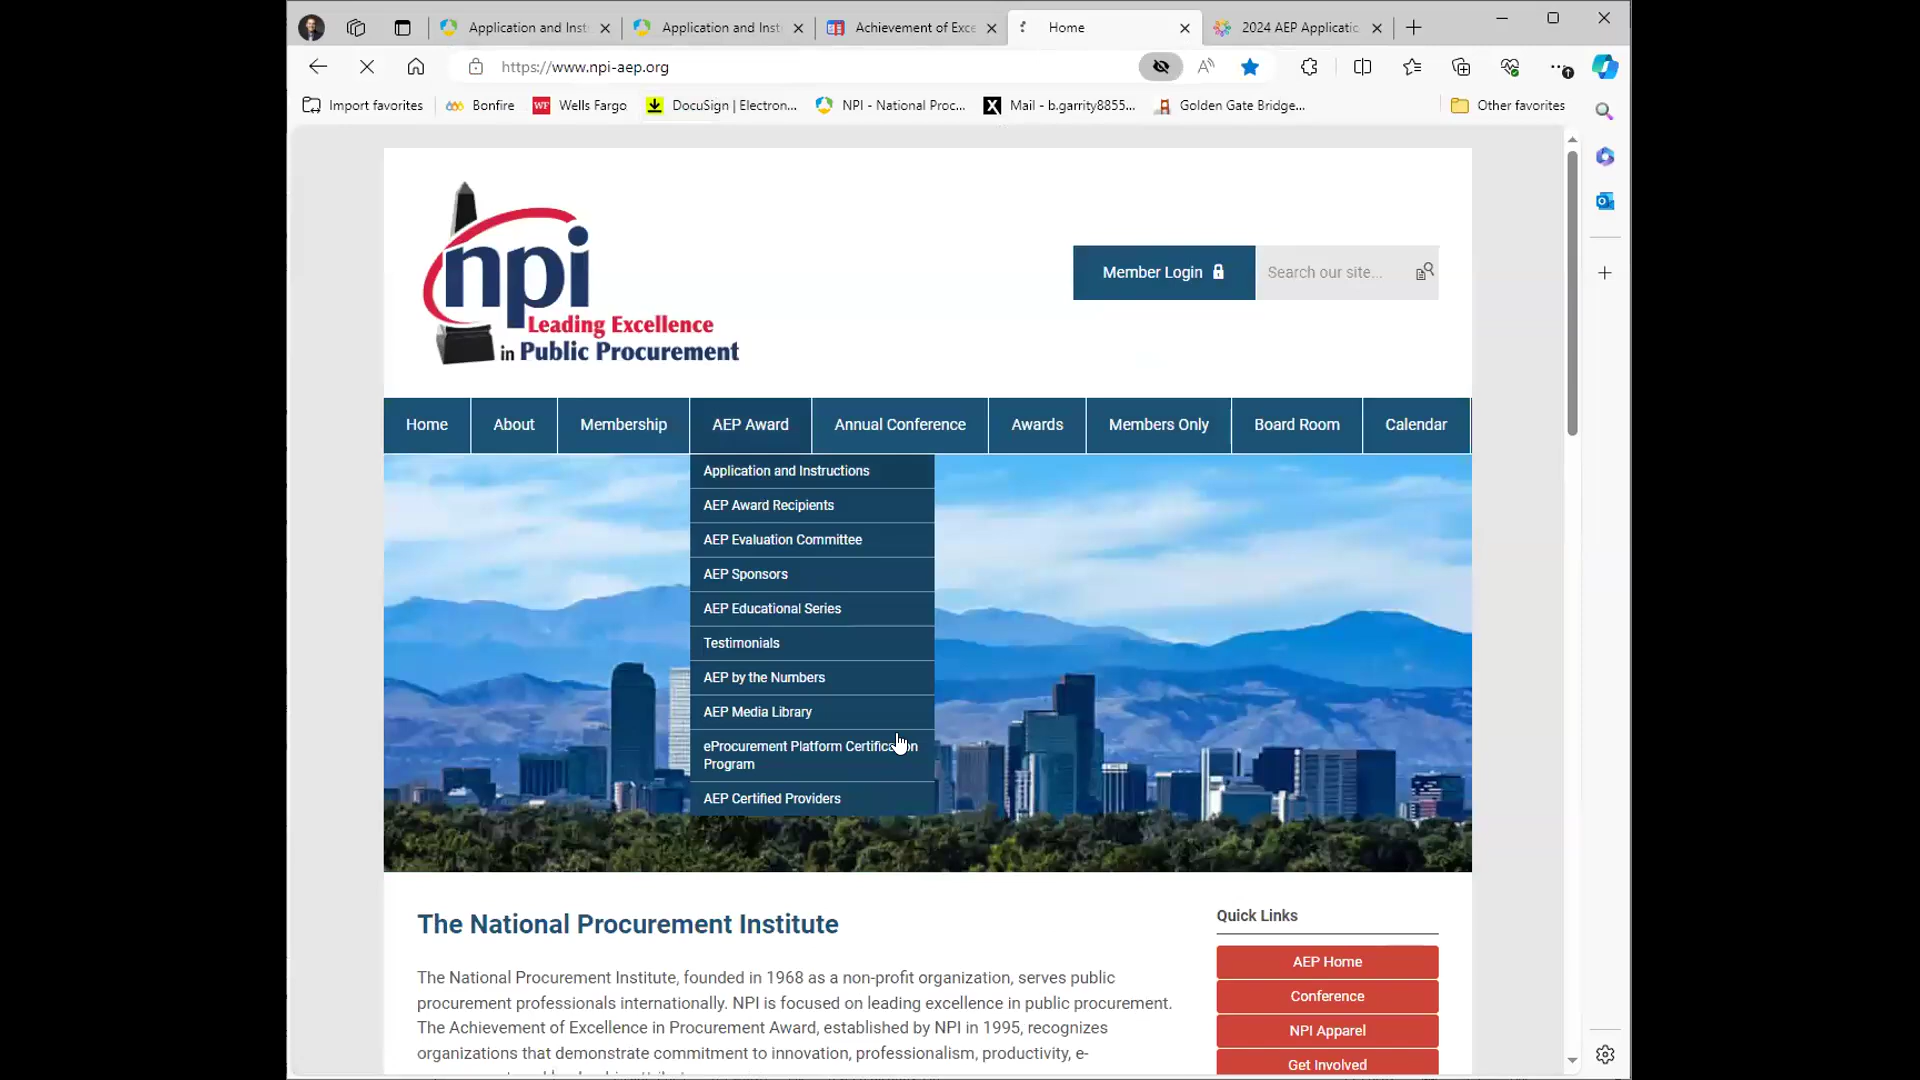 Application and Inst
Application and Inst
Achievement of Exce
Home
2024 AEP Applicatio
https://www.npi-aep.org
Import favorites
Bonfire
WF
Wells Fargo
DocuSign | Electron...
NPI - National Proc...
X
Mail - b.garrity8855...
Golden Gate Bridge...
Other favorites
npi
Leading Excellence
in Public Procurement
Member Login
Search our site...
Home
About
Membership
AEP Award
Annual Conference
Awards
Members Only
Board Room
Calendar
Application and Instructions
AEP Award Recipients
AEP Evaluation Committee
AEP Sponsors
AEP Educational Series
Testimonials
AEP by the Numbers
AEP Media Library
eProcurement Platform Certification
Program
AEP Certified Providers
The National Procurement Institute
The National Procurement Institute, founded in 1968 as a non-profit organization, serves public
procurement professionals internationally. NPI is focused on leading excellence in public procurement.
The Achievement of Excellence in Procurement Award, established by NPI in 1995, recognizes
organizations that demonstrate commitment to innovation, professionalism, productivity, e-
Quick Links
AEP Home
Conference
NPI Apparel
Get Involved